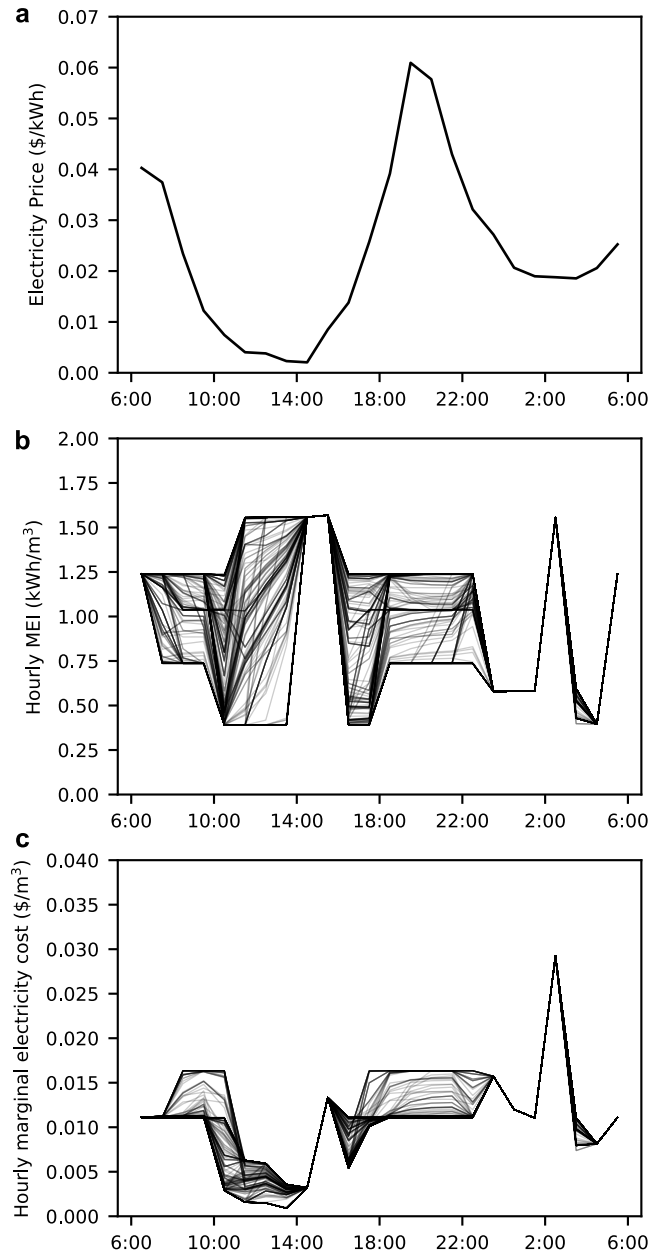 a
Electricity Price ($/kWh)
0.07
0.06
0.05
0.04
0.03
0.02
0.01
0.00
6:00 10:00 14:00 18:00 22:00 2:00 6:00
b
Hourly MEI (kWh/m³)
2.00
1.75
1.50
1.25
1.00
0.75
0.50
0.25
0.00
6:00 10:00 14:00 18:00 22:00 2:00 6:00
c
Hourly marginal electricity cost ($/m³)
0.040
0.035
0.030
0.025
0.020
0.015
0.010
0.005
0.000
6:00 10:00 14:00 18:00 22:00 2:00 6:00